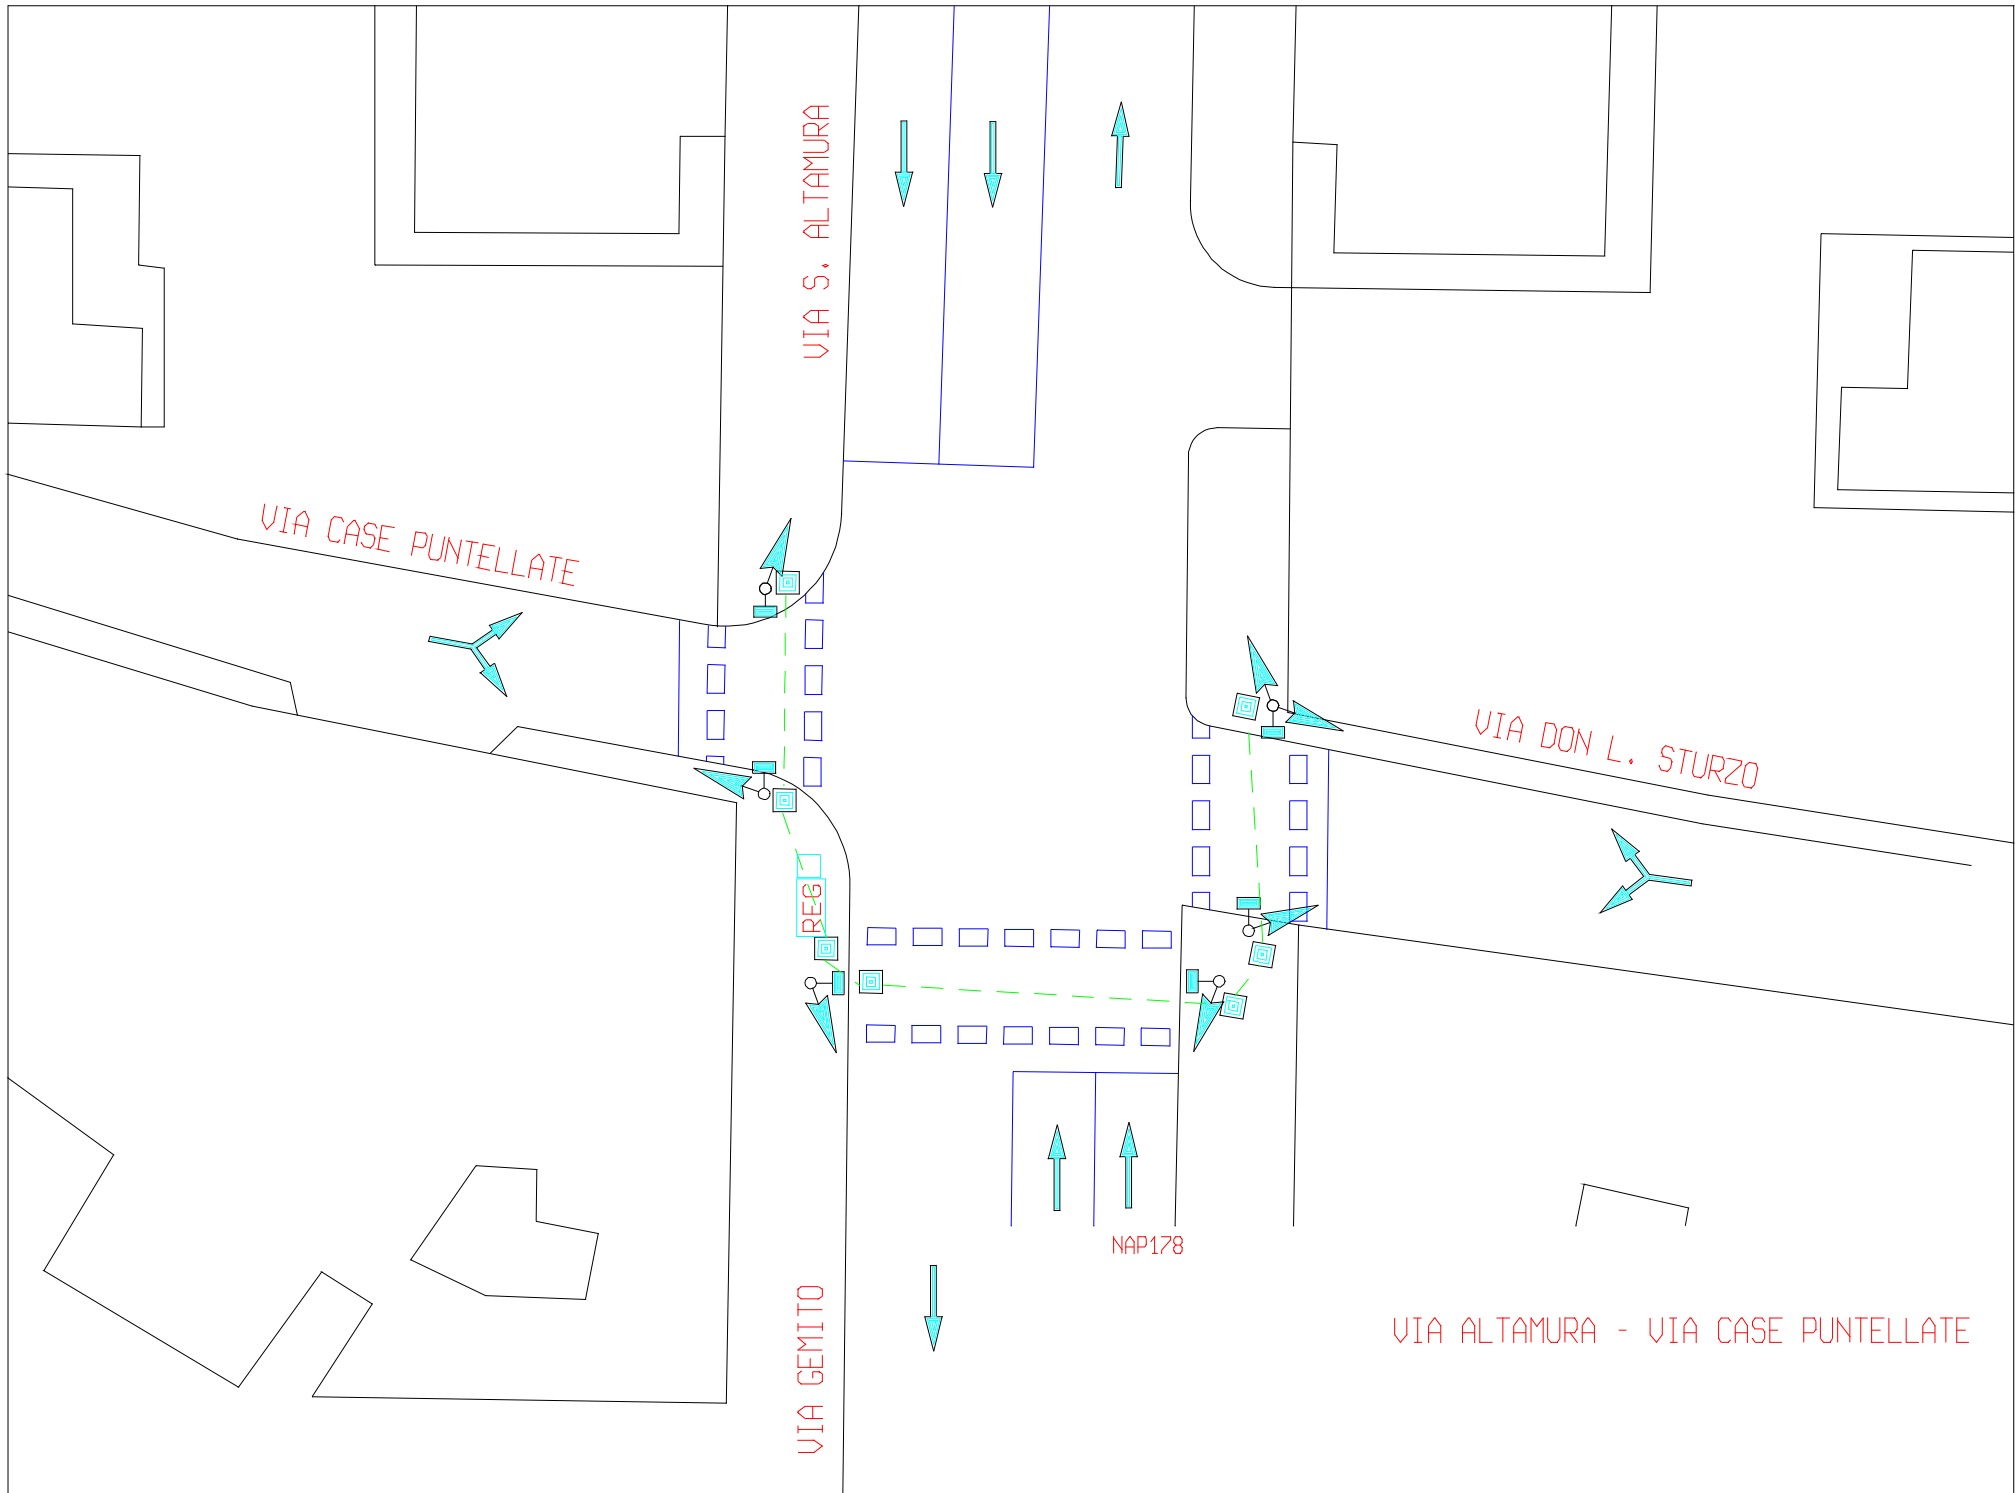 VIA S. ALTAMURA
VIA CASE PUNTELLATE
VIA DON L. STURZO
REG
NAP178
VIA GEMITO
VIA ALTAMURA - VIA CASE PUNTELLATE